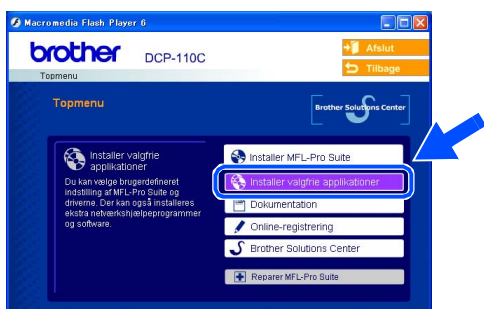 Macromedia Flash Player 6
brother
DCP-110C
Afslut
Tilbage
Topmenu
Topmenu
Brother Solutions Center
Installer valgfrie
applikationer
Du kan vælge brugerdefineret
indstilling af MFL-Pro Suite og
driverne. Der kan også installeres
ekstra netværkshjælpeprogrammer
og software.
Installer MFL-Pro Suite
Installer valgfrie applikationer
Dokumentation
Online-registrering
Brother Solutions Center
Reparer MFL-Pro Suite